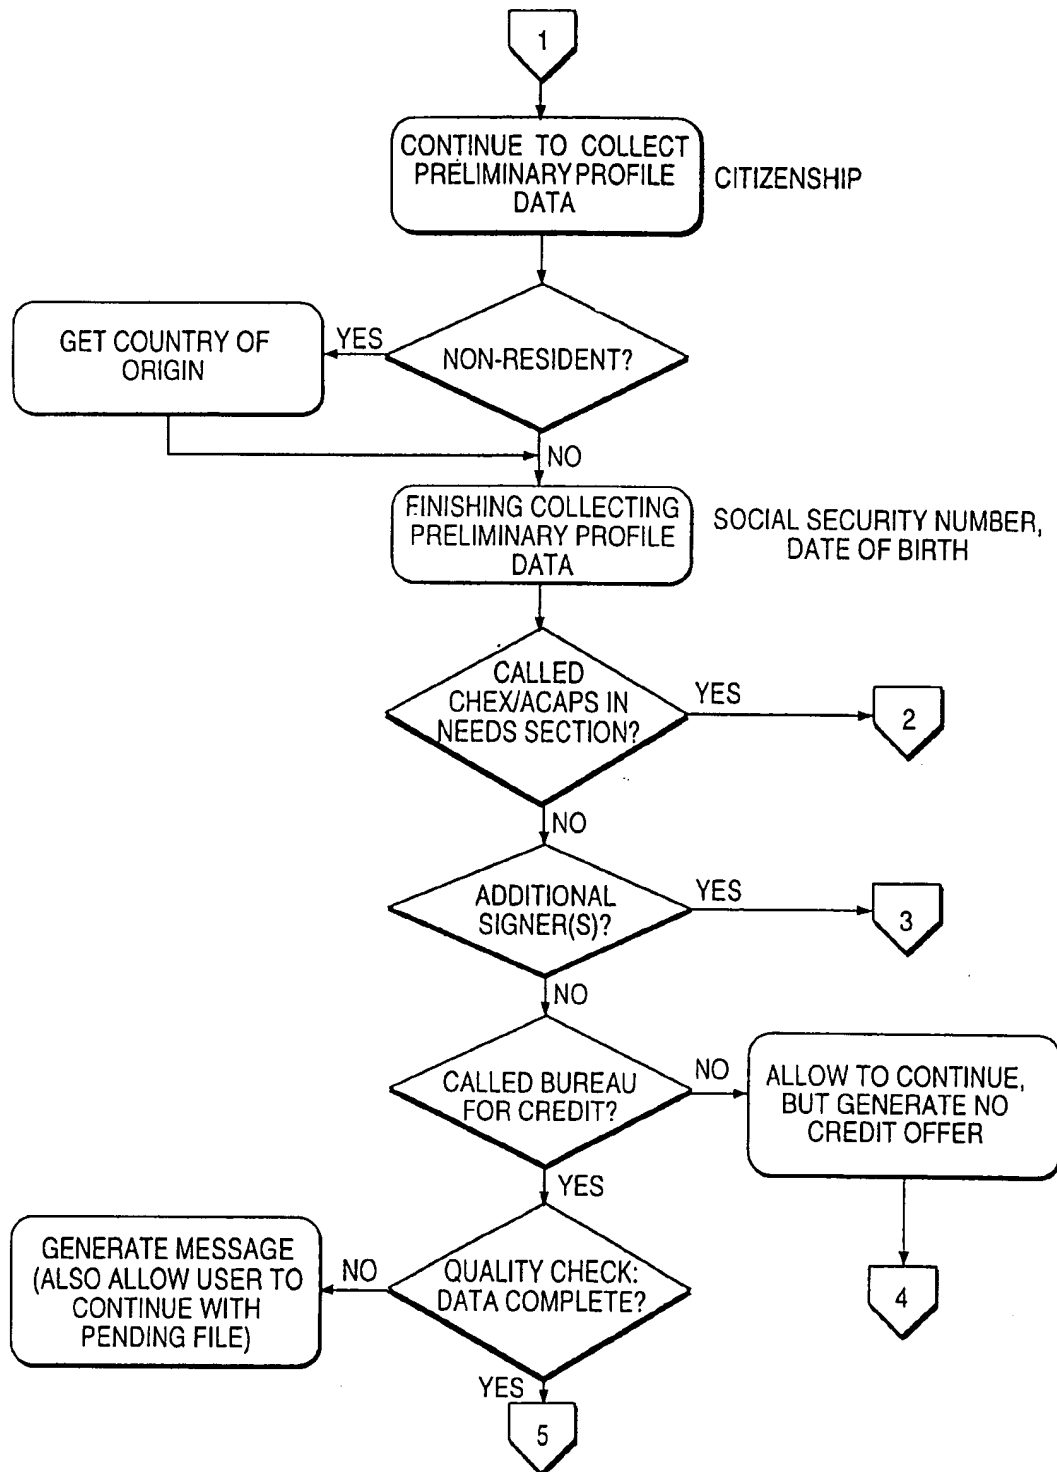 1
CONTINUE TO COLLECT
PRELIMINARY PROFILE
DATA
CITIZENSHIP
GET COUNTRY OF
ORIGIN
YES
NON-RESIDENT?
NO
FINISHING COLLECTING
PRELIMINARY PROFILE
DATA
SOCIAL SECURITY NUMBER,
DATE OF BIRTH
CALLED
CHEX/ACAPS IN
NEEDS SECTION?
YES
2
NO
ADDITIONAL
SIGNER(S)?
YES
3
NO
CALLED BUREAU
FOR CREDIT?
NO
ALLOW TO CONTINUE,
BUT GENERATE NO
CREDIT OFFER
YES
4
GENERATE MESSAGE
(ALSO ALLOW USER TO
CONTINUE WITH
PENDING FILE)
NO
QUALITY CHECK:
DATA COMPLETE?
YES
5